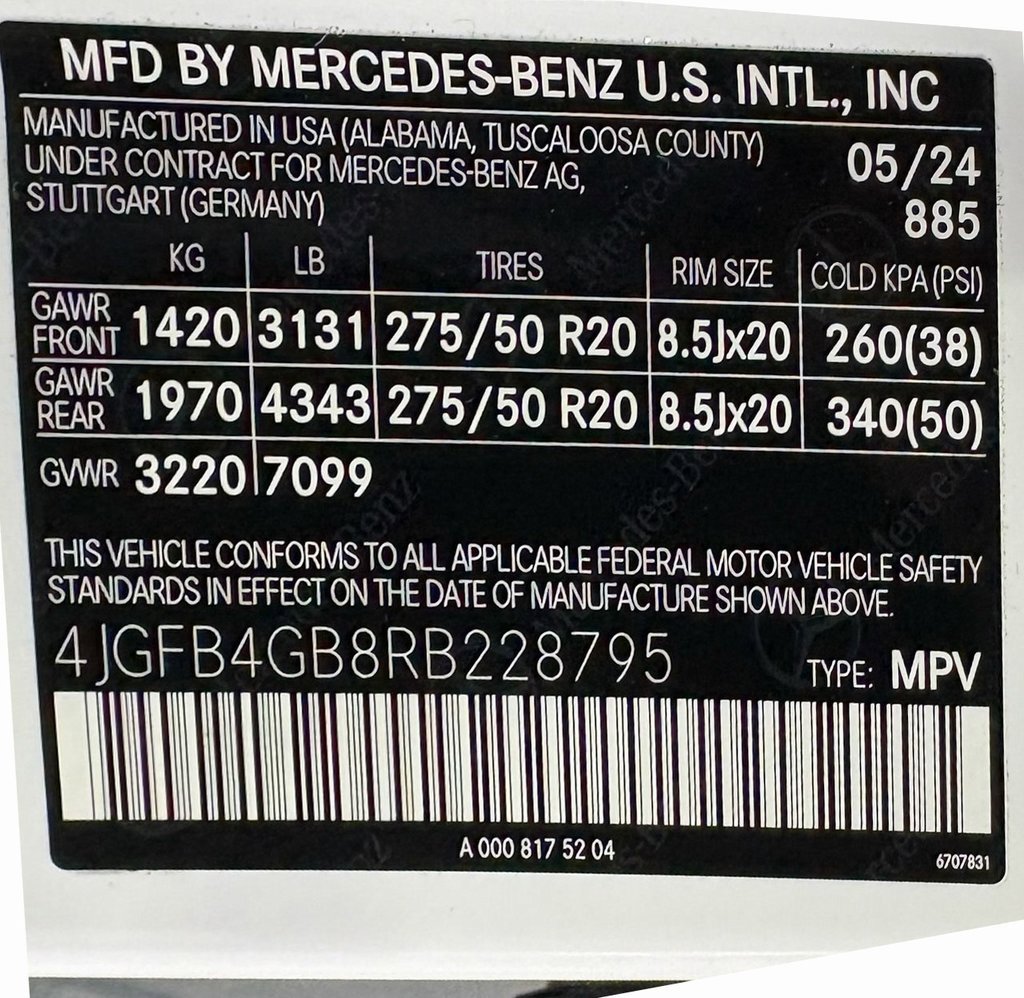 MFD BY MERCEDES-BENZ U.S. INTL., INC
MANUFACTURED IN USA (ALABAMA, TUSCALOOSA COUNTY)
UNDER CONTRACT FOR MERCEDES-BENZ AG,
STUTTGART (GERMANY)
05/24
885
KG LB TIRES RIM SIZE COLD KPA (PSI)
GAWR FRONT 1420 3131 275/50 R20 8.5Jx20 260(38)
GAWR REAR 1970 4343 275/50 R20 8.5Jx20 340(50)
GVWR 3220 7099
THIS VEHICLE CONFORMS TO ALL APPLICABLE FEDERAL MOTOR VEHICLE SAFETY
STANDARDS IN EFFECT ON THE DATE OF MANUFACTURE SHOWN ABOVE.
4JGFB4GB8RB228795 TYPE: MPV
A 000 817 52 04
6707831